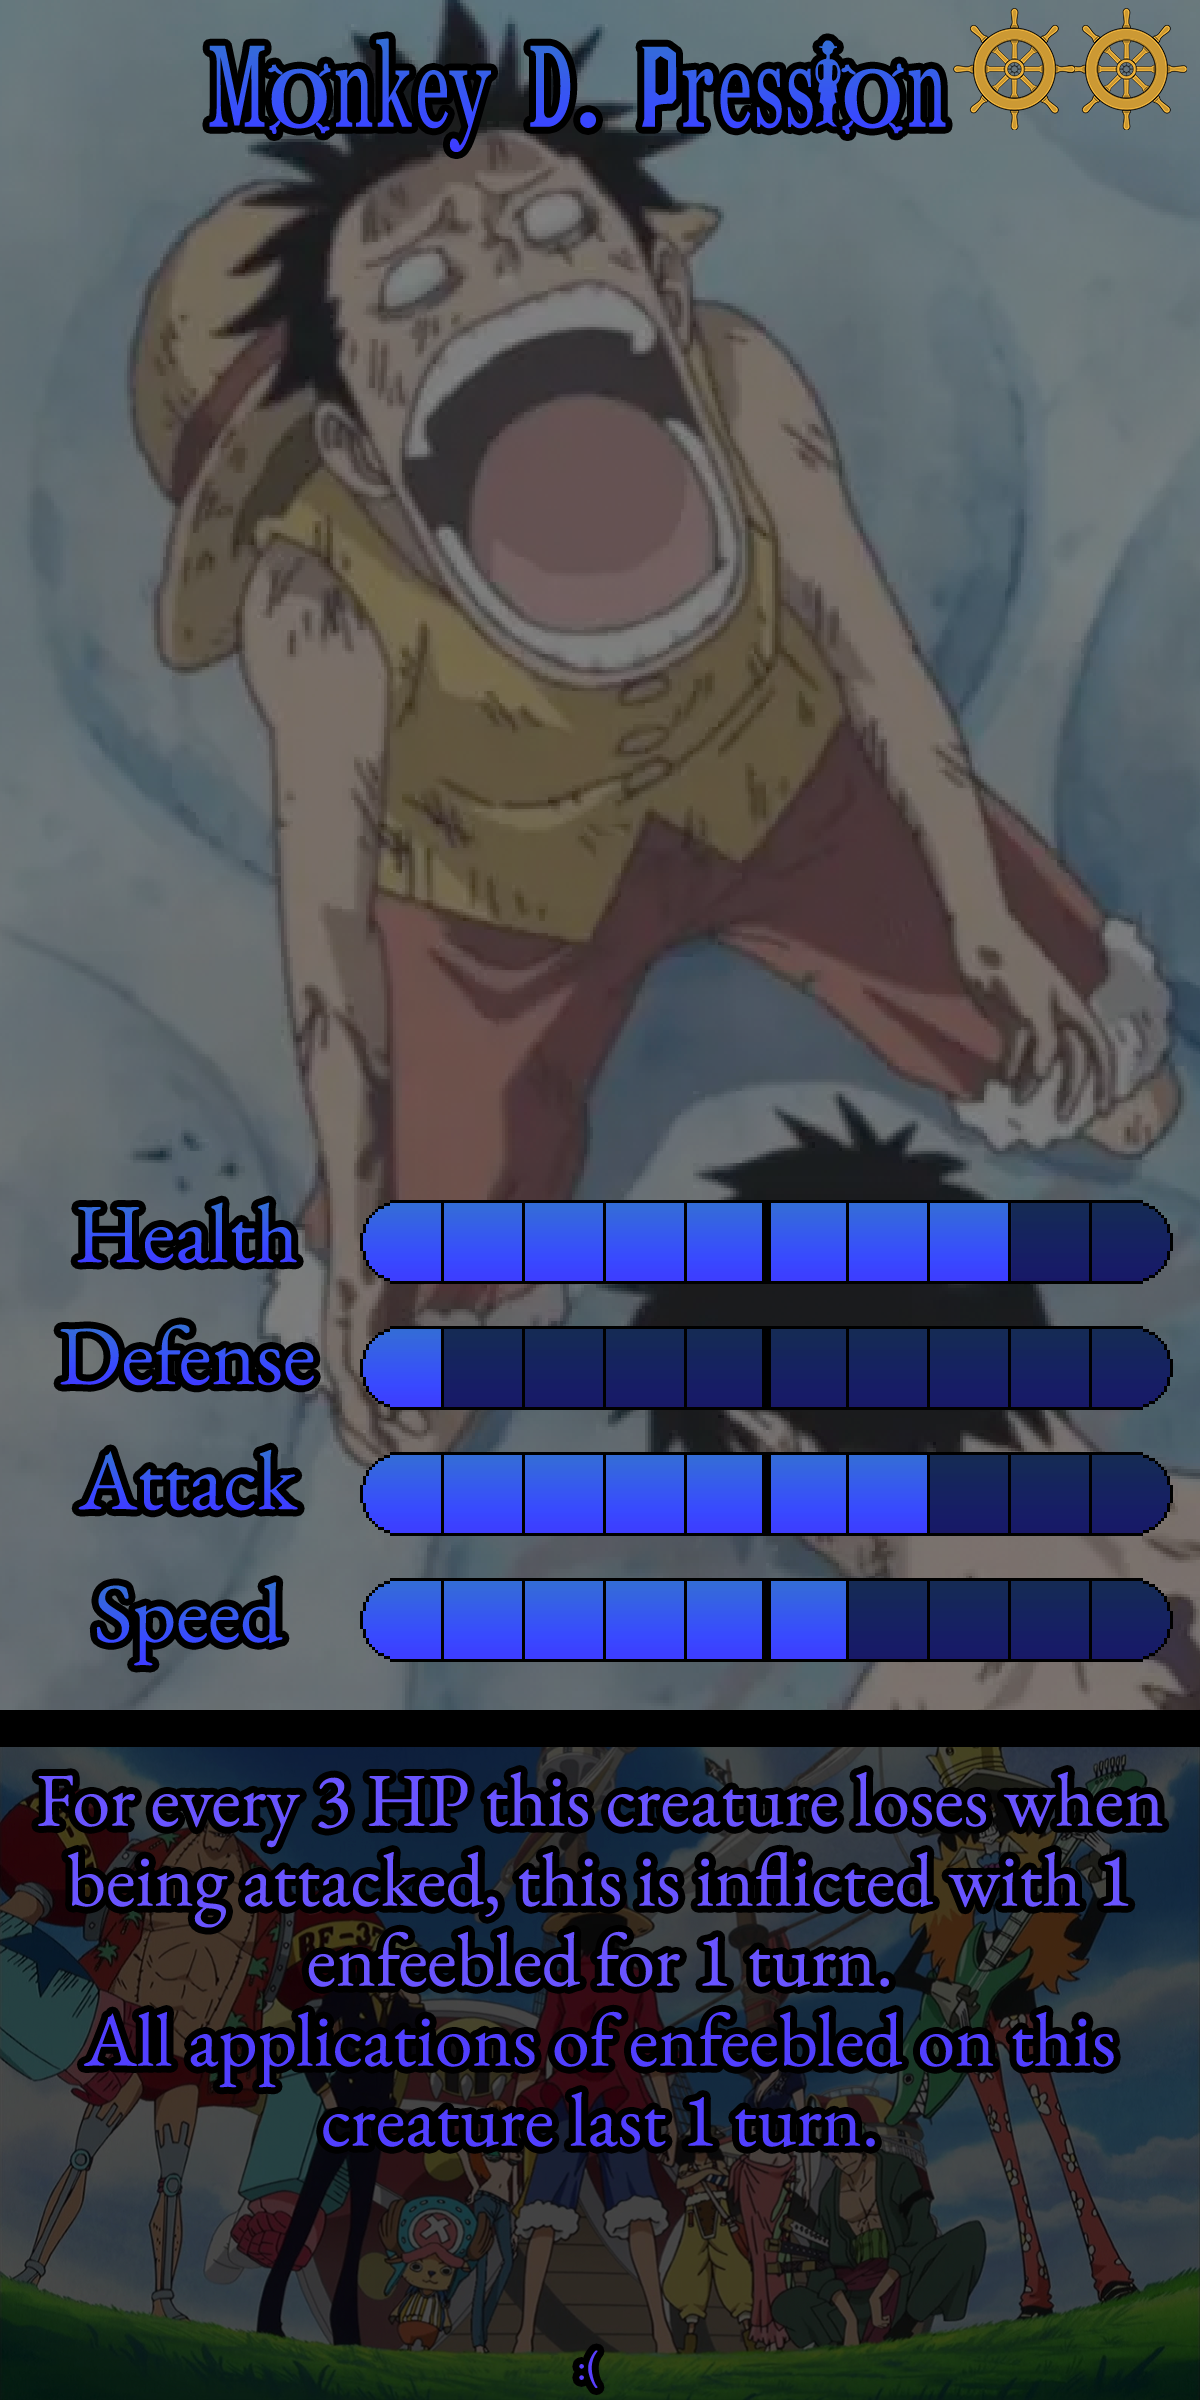 Monkey D. Pression
Health
Defense
Attack
Speed
For every 3 HP this creature loses when
being attacked, this is inflicted with 1
enfeebled for 1 turn.
All applications of enfeebled on this
creature last 1 turn.
:(